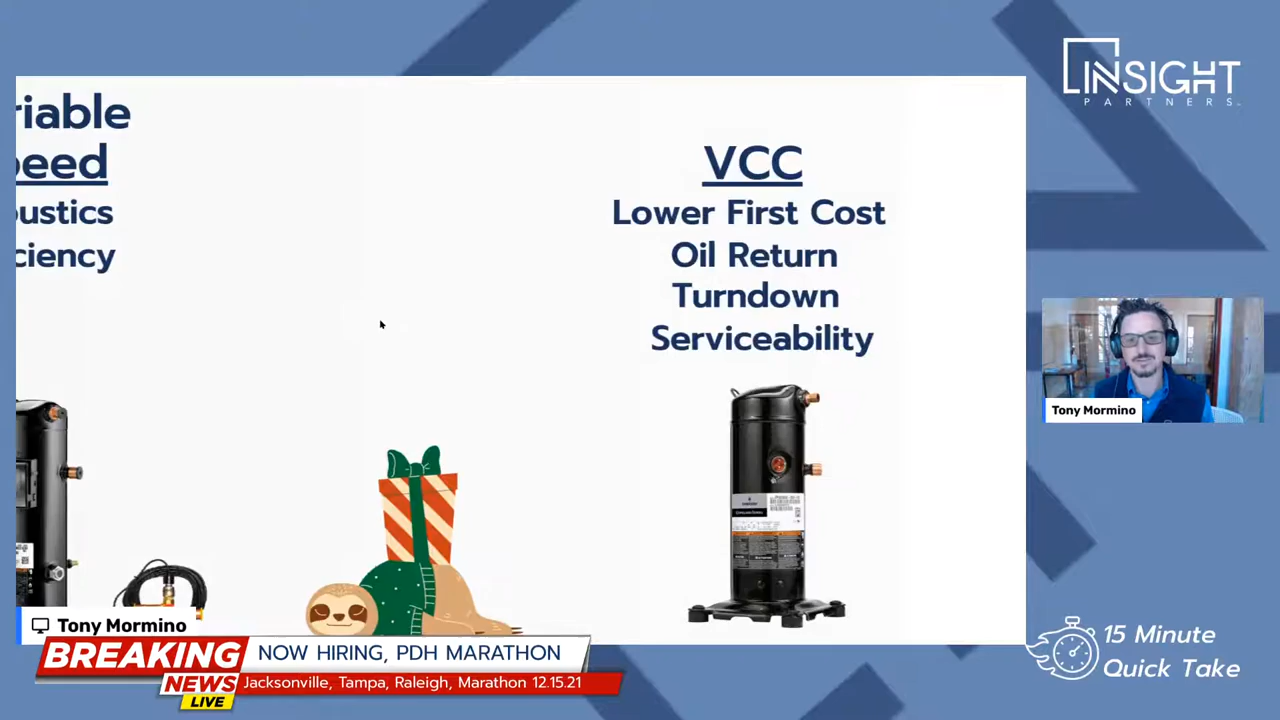 INSIGHT
PARTNERS
riable
peed
oustics
ciency
VCC
Lower First Cost
Oil Return
Turndown
Serviceability
Tony Mormino
Tony Mormino
BREAKING
NEWS
LIVE
NOW HIRING, PDH MARATHON
Jacksonville, Tampa, Raleigh, Marathon 12.15.21
15 Minute
Quick Take